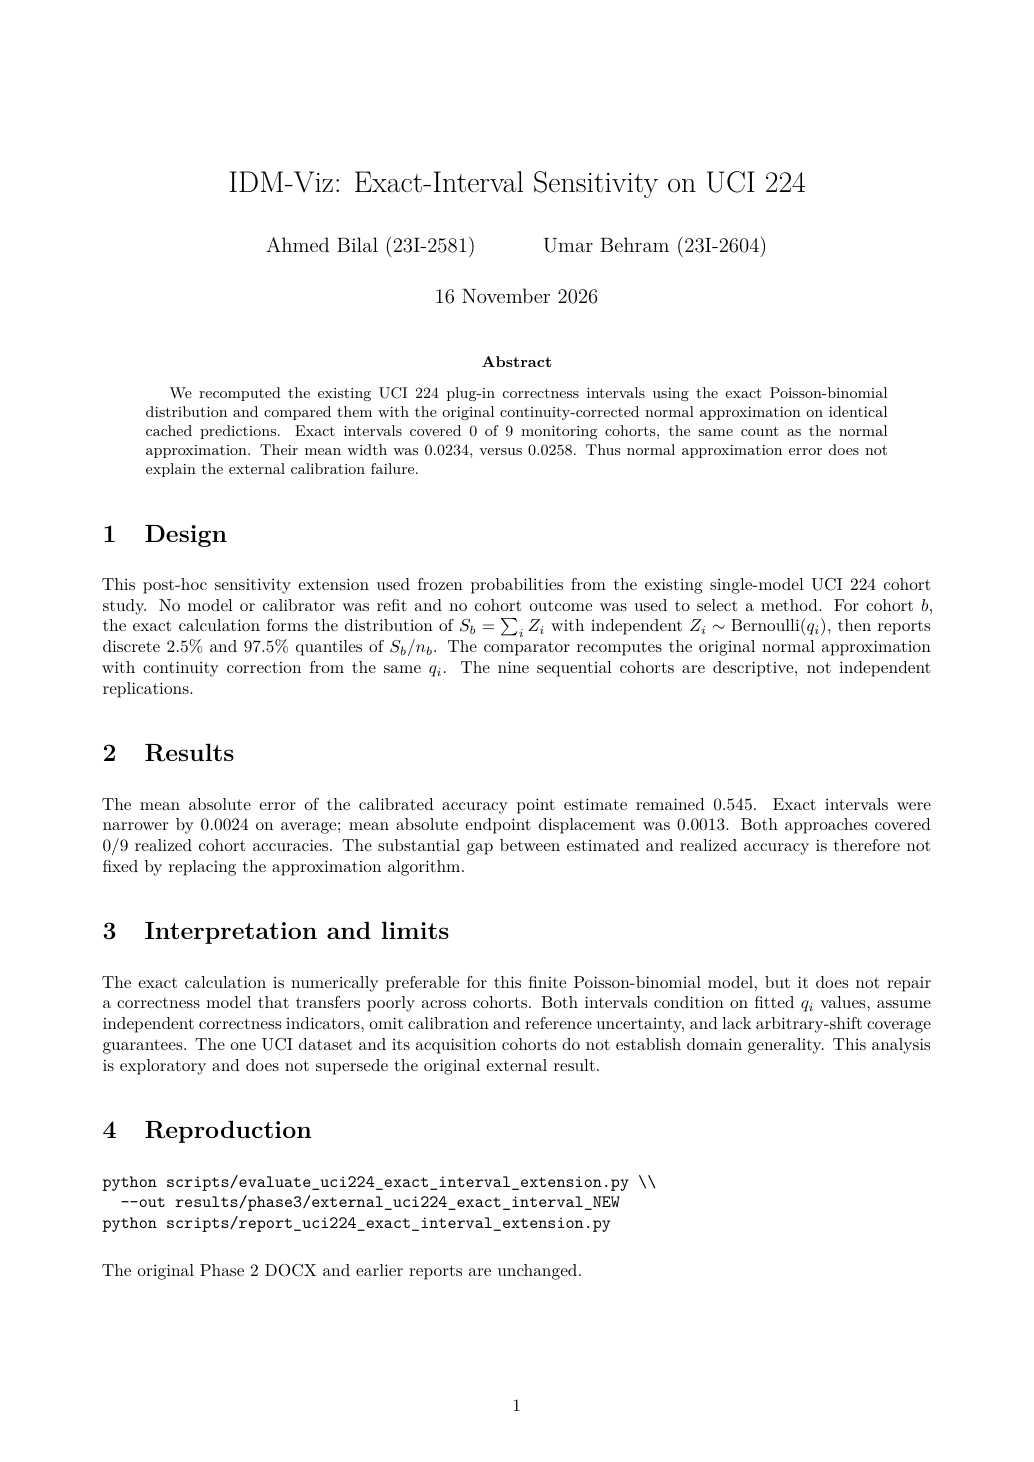 IDM-Viz: Exact-Interval Sensitivity on UCI 224
Ahmed Bilal (23I-2581) Umar Behram (23I-2604)
16 November 2026
Abstract
We recomputed the existing UCI 224 plug-in correctness intervals using the exact Poisson-binomial
distribution and compared them with the original continuity-corrected normal approximation on identical
cached predictions. Exact intervals covered 0 of 9 monitoring cohorts, the same count as the normal
approximation. Their mean width was 0.0234, versus 0.0258. Thus normal approximation error does not
explain the external calibration failure.
1 Design
This post-hoc sensitivity extension used frozen probabilities from the existing single-model UCI 224 cohort
study. No model or calibrator was refit and no cohort outcome was used to select a method. For cohort b,
the exact calculation forms the distribution of S_b = ∑_i Z_i with independent Z_i ∼ Bernoulli(q_i), then reports
discrete 2.5% and 97.5% quantiles of S_b/n_b. The comparator recomputes the original normal approximation
with continuity correction from the same q_i. The nine sequential cohorts are descriptive, not independent
replications.
2 Results
The mean absolute error of the calibrated accuracy point estimate remained 0.545. Exact intervals were
narrower by 0.0024 on average; mean absolute endpoint displacement was 0.0013. Both approaches covered
0/9 realized cohort accuracies. The substantial gap between estimated and realized accuracy is therefore not
fixed by replacing the approximation algorithm.
3 Interpretation and limits
The exact calculation is numerically preferable for this finite Poisson-binomial model, but it does not repair
a correctness model that transfers poorly across cohorts. Both intervals condition on fitted q_i values, assume
independent correctness indicators, omit calibration and reference uncertainty, and lack arbitrary-shift coverage
guarantees. The one UCI dataset and its acquisition cohorts do not establish domain generality. This analysis
is exploratory and does not supersede the original external result.
4 Reproduction
python scripts/evaluate_uci224_exact_interval_extension.py \\
--out results/phase3/external_uci224_exact_interval_NEW
python scripts/report_uci224_exact_interval_extension.py
The original Phase 2 DOCX and earlier reports are unchanged.
1